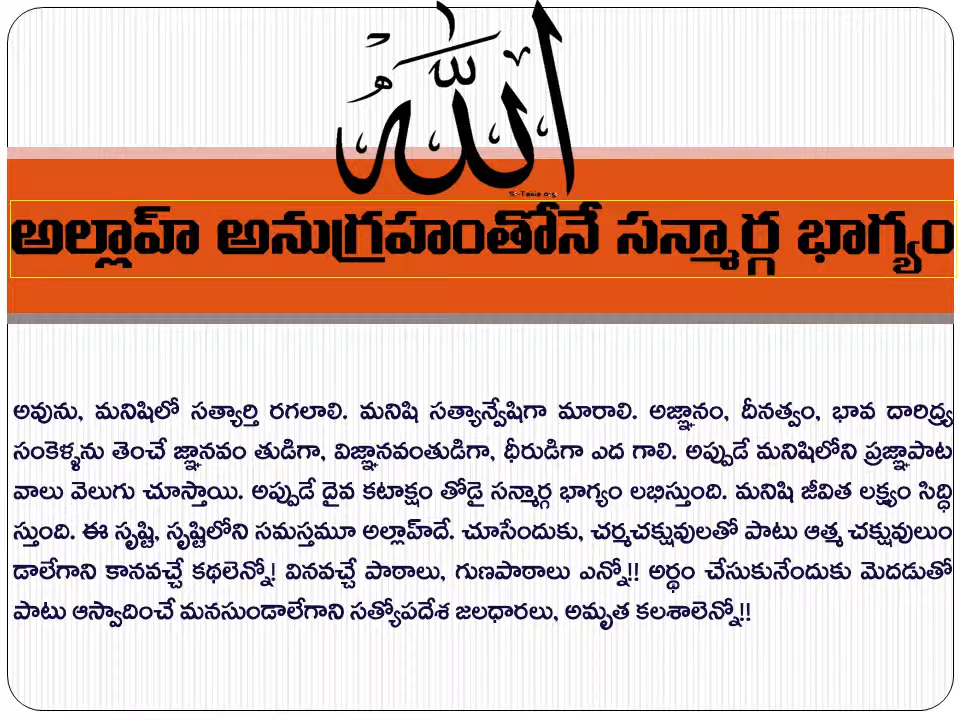 الله
అల్లాహ్ అనుగ్రహంతోనే సన్మార్గ భాగ్యం
అవును, మనిషిలో సత్యార్తి రగలాలి. మనిషి సత్యాన్వేషిగా మారాలి. అజ్ఞానం, దీనత్వం, భావ దారిద్ర్య
సంకెళ్ళను తెంచే జ్ఞానవం తుడిగా, విజ్ఞానవంతుడిగా, ధీరుడిగా ఎద గాలి. అప్పుడే మనిషిలోని ప్రజ్ఞాపాట
వాలు వెలుగు చూస్తాయి. అప్పుడే దైవ కటాక్షం తోడై సన్మార్గ భాగ్యం లభిస్తుంది. మనిషి జీవిత లక్ష్యం సిద్ధి
స్తుంది. ఈ సృష్టి, సృష్టిలోని సమస్తమూ అల్లాహ్‌దే. చూసేందుకు, చర్మచక్షువులతో పాటు ఆత్మ చక్షువులుం
డాలేగాని కానవచ్చే కథలెన్నో! వినవచ్చే పాఠాలు, గుణపాఠాలు ఎన్నో!! అర్థం చేసుకునేందుకు మెదడుతో
పాటు ఆస్వాదించే మనసుండాలేగాని సత్యోపదేశ జలధారలు, అమృత కలశాలెన్నో!!